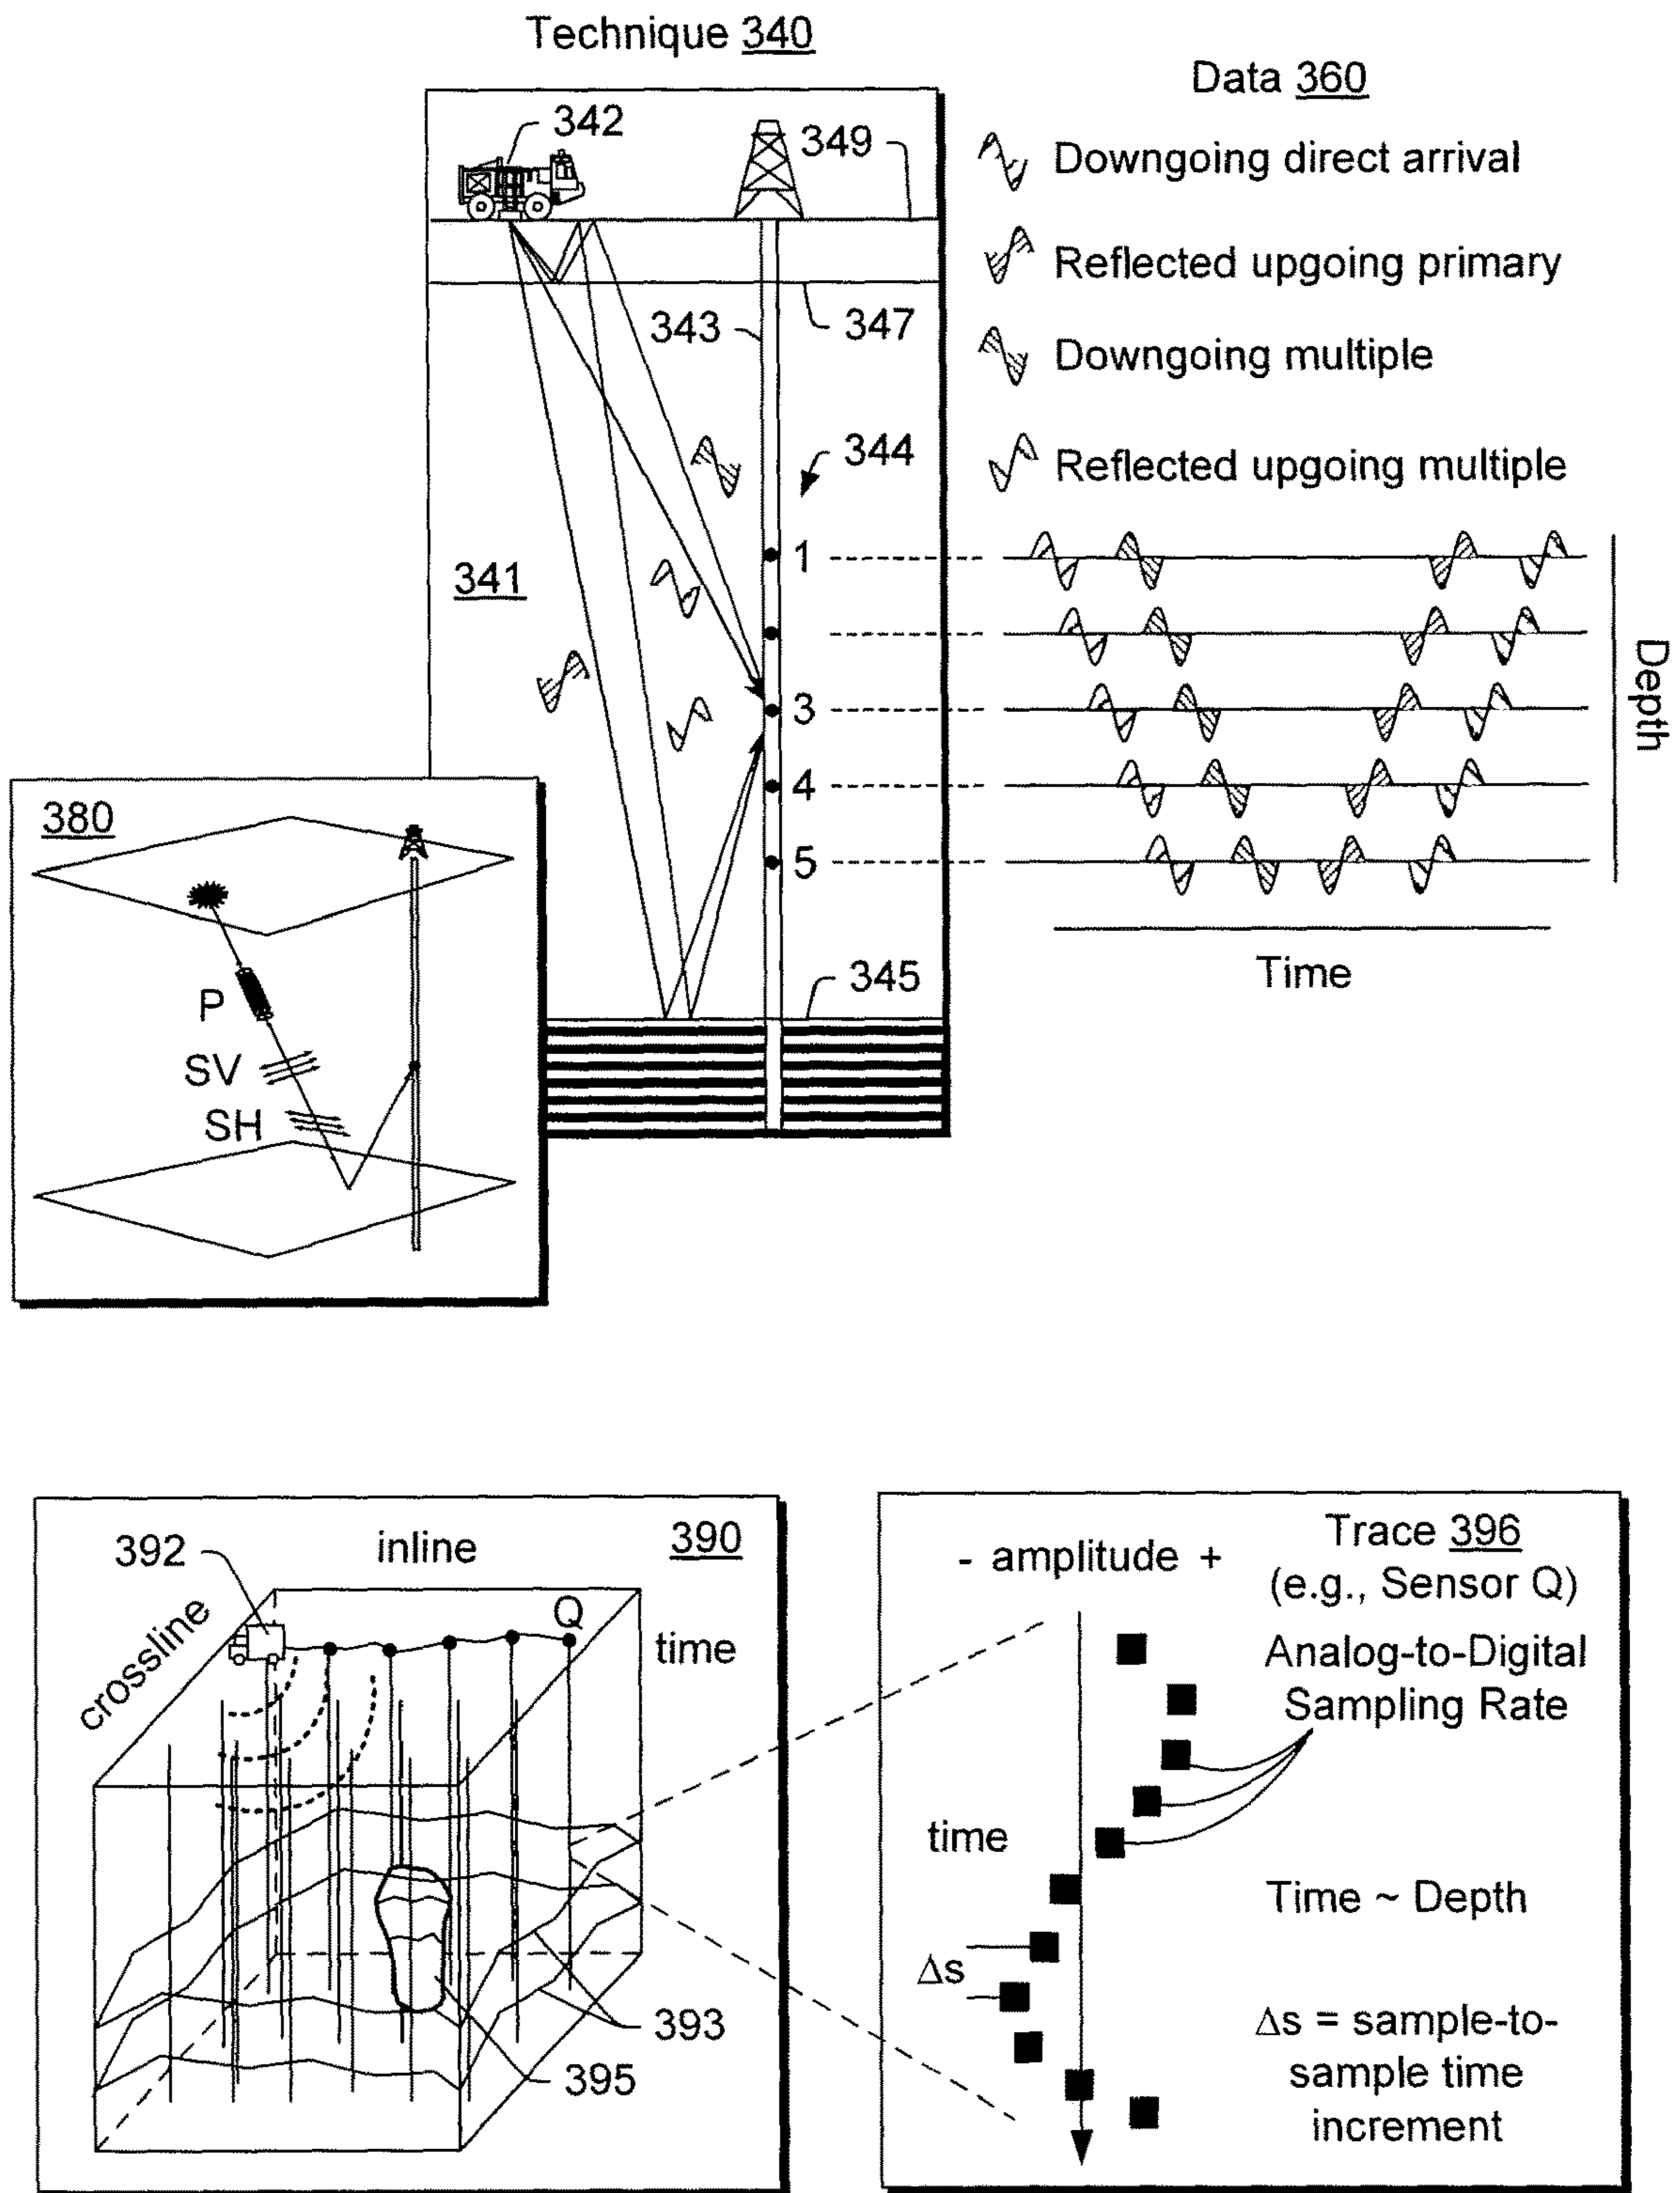 Technique 340
Data 360
342
349
Downgoing direct arrival
Reflected upgoing primary
343
347
Downgoing multiple
344
Reflected upgoing multiple
341
1
3
4
5
Depth
Time
345
380
P
SV
SH
390
392
inline
crossline
Q
time
393
395
Trace 396
(e.g., Sensor Q)
- amplitude +
Analog-to-Digital
Sampling Rate
time
Time ~ Depth
Δs
Δs = sample-to-
sample time
increment